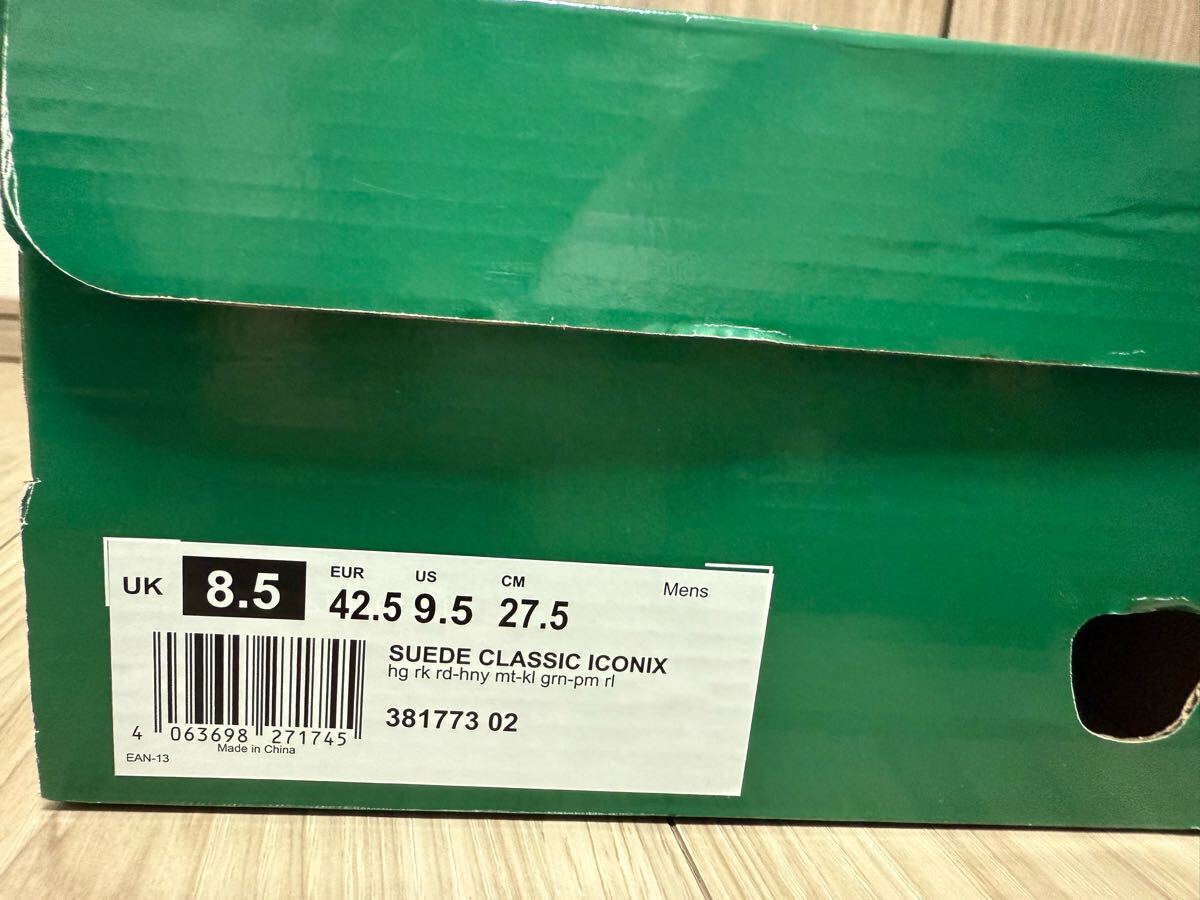 UK 8.5 EUR 42.5 US 9.5 CM 27.5 Mens
SUEDE CLASSIC ICONIX
hg rk rd-hny mt-kl grn-pm rl
381773 02
4 063698 271745
Made in China
EAN-13